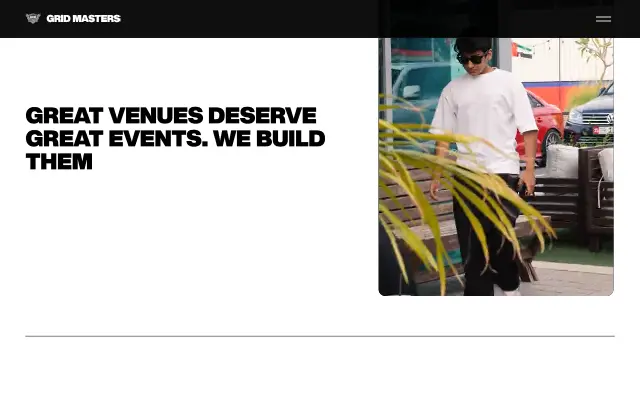 GRID MASTERS
GREAT VENUES DESERVE
GREAT EVENTS. WE BUILD
THEM